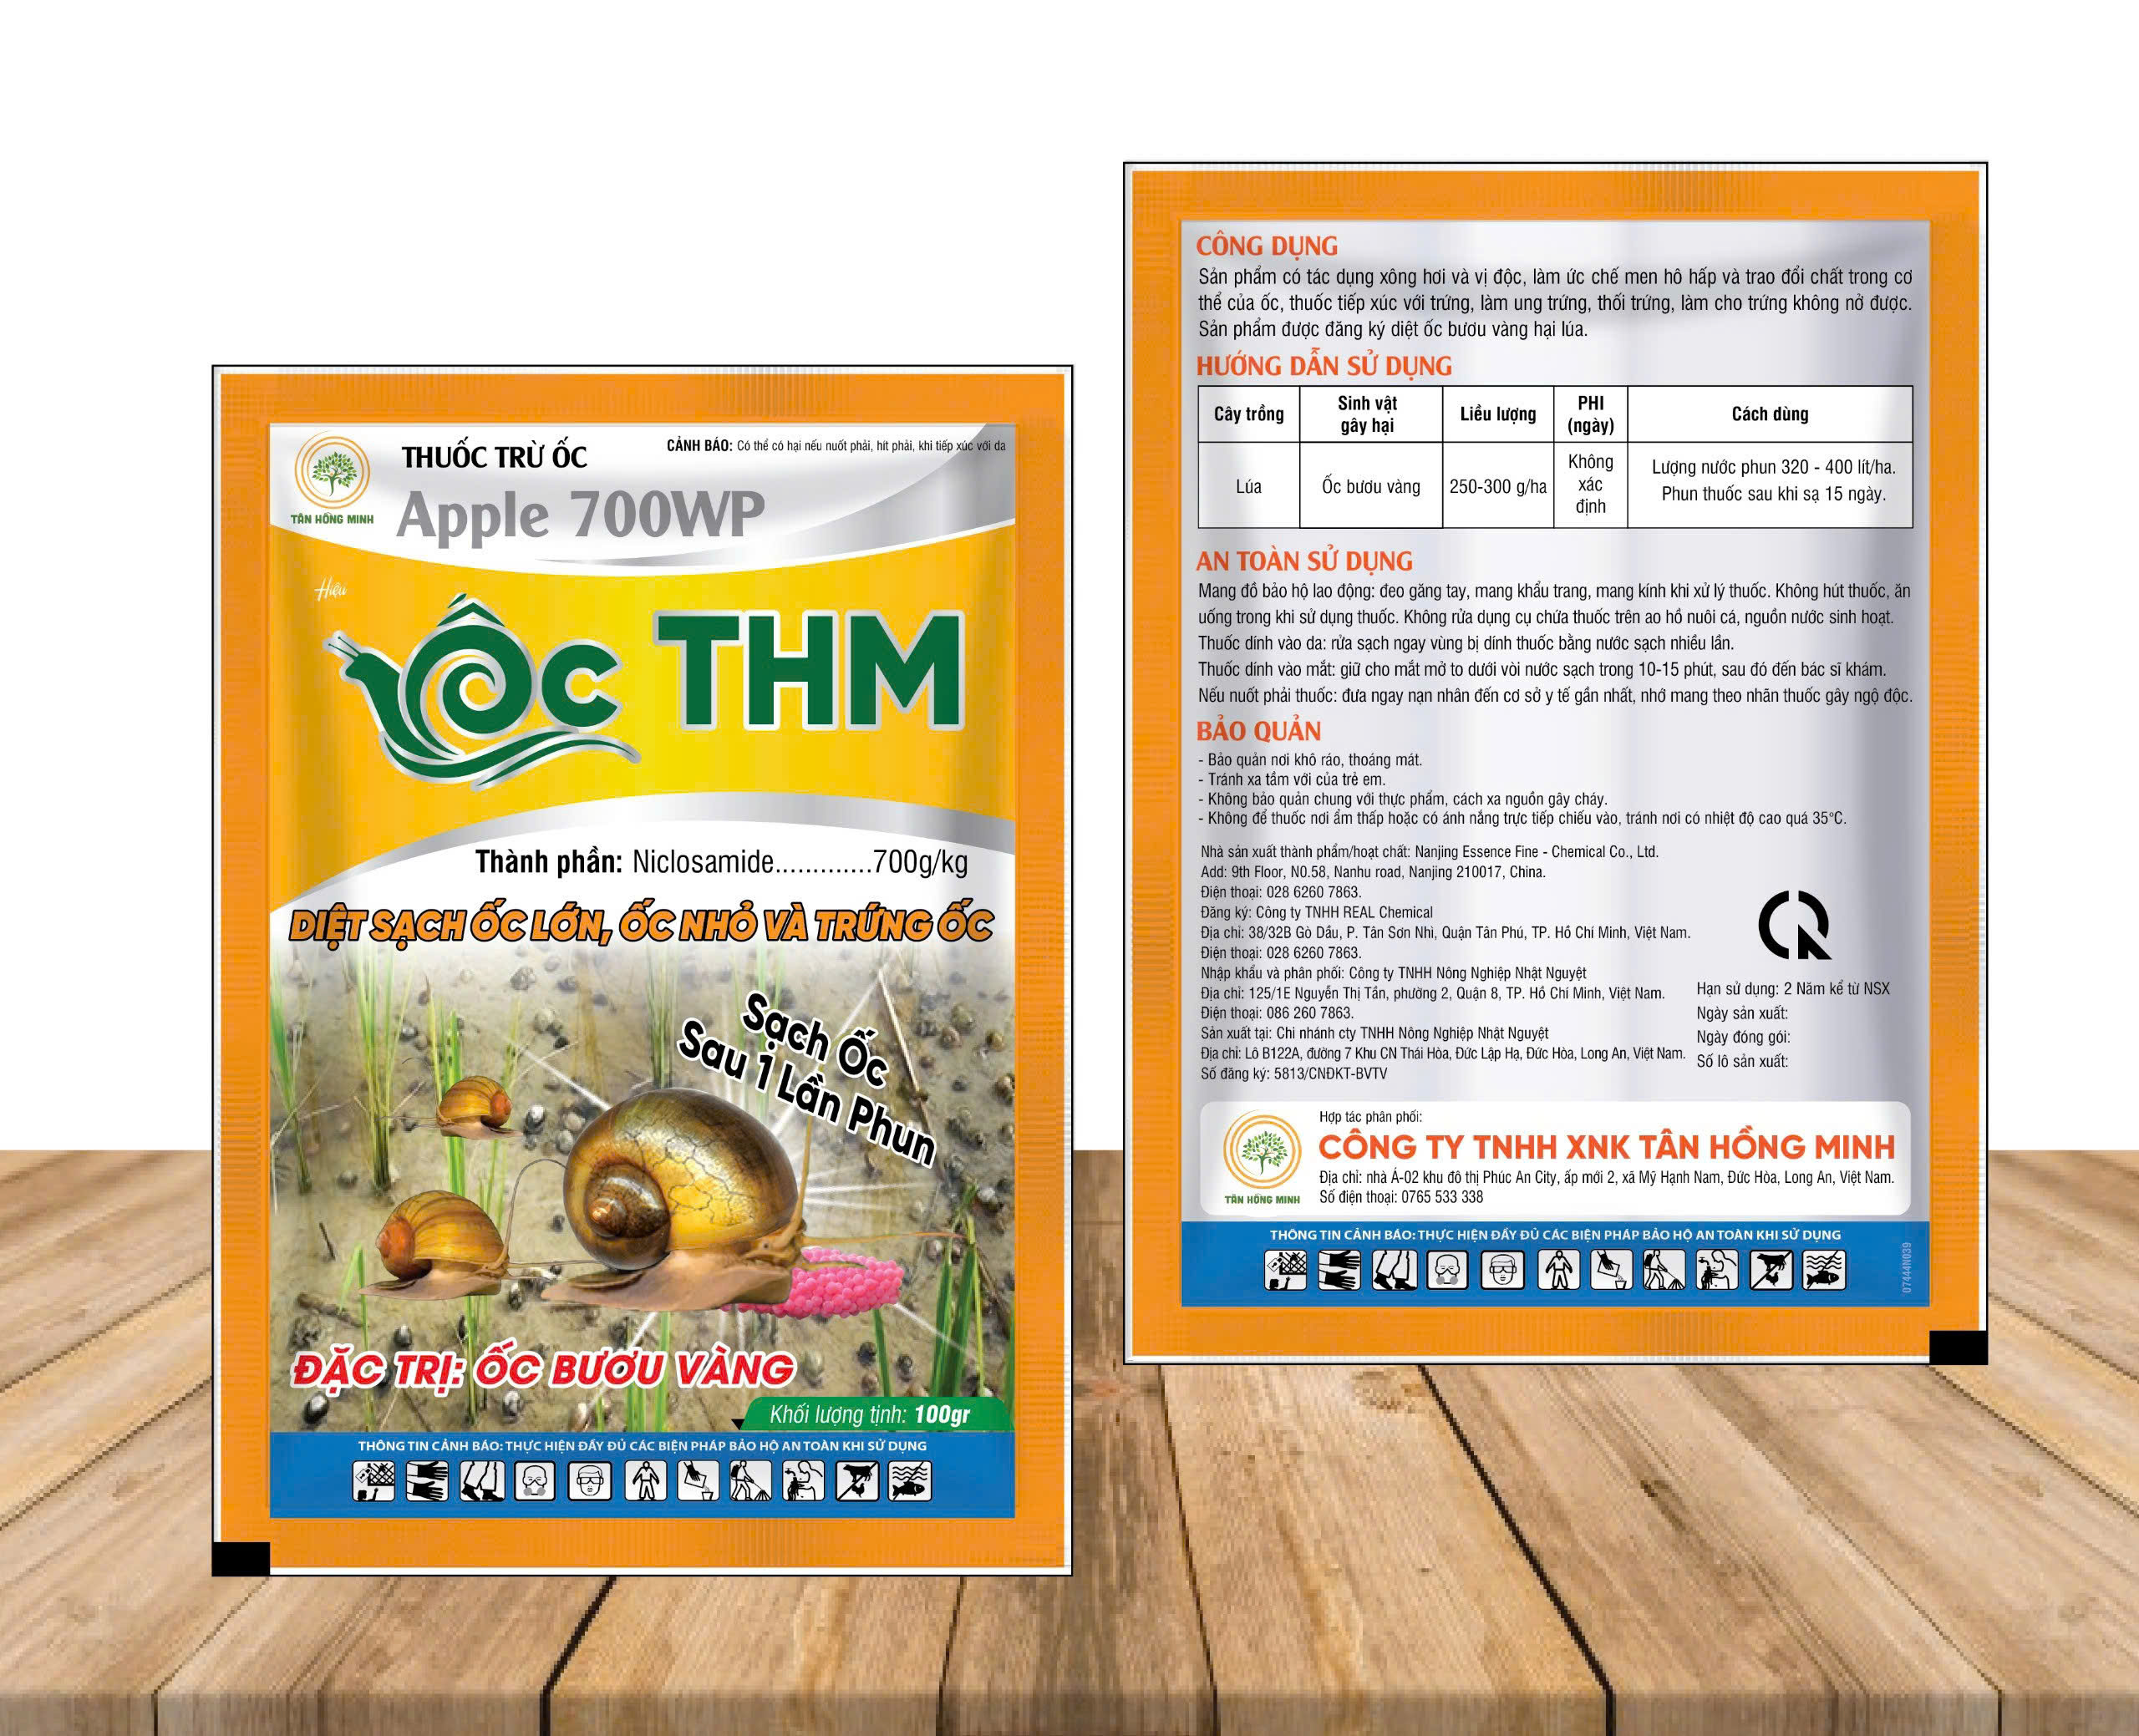 TÂN HỒNG MINH
THUỐC TRỪ ỐC
CẢNH BÁO: Có thể có hại nếu nuốt phải, hít phải, khi tiếp xúc với da
Apple 700WP
Hiệu
Ốc THM
Thành phần: Niclosamide.............700g/kg
DIỆT SẠCH ỐC LỚN, ỐC NHỎ VÀ TRỨNG ỐC
Sạch Ốc
Sau 1 Lần Phun
ĐẶC TRỊ: ỐC BƯƠU VÀNG
Khối lượng tịnh: 100gr
THÔNG TIN CẢNH BÁO: THỰC HIỆN ĐẦY ĐỦ CÁC BIỆN PHÁP BẢO HỘ AN TOÀN KHI SỬ DỤNG
CÔNG DỤNG
Sản phẩm có tác dụng xông hơi và vị độc, làm ức chế men hô hấp và trao đổi chất trong cơ
thể của ốc, thuốc tiếp xúc với trứng, làm ung trứng, thối trứng, làm cho trứng không nở được.
Sản phẩm được đăng ký diệt ốc bươu vàng hại lúa.
HƯỚNG DẪN SỬ DỤNG
Cây trồng Sinh vật gây hại Liều lượng PHI (ngày) Cách dùng
Lúa Ốc bươu vàng 250-300 g/ha Không xác định Lượng nước phun 320 - 400 lít/ha. Phun thuốc sau khi sạ 15 ngày.
AN TOÀN SỬ DỤNG
Mang đồ bảo hộ lao động: đeo găng tay, mang khẩu trang, mang kính khi xử lý thuốc. Không hút thuốc, ăn
uống trong khi sử dụng thuốc. Không rửa dụng cụ chứa thuốc trên ao hồ nuôi cá, nguồn nước sinh hoạt.
Thuốc dính vào da: rửa sạch ngay vùng bị dính thuốc bằng nước sạch nhiều lần.
Thuốc dính vào mắt: giữ cho mắt mở to dưới vòi nước sạch trong 10-15 phút, sau đó đến bác sĩ khám.
Nếu nuốt phải thuốc: đưa ngay nạn nhân đến cơ sở y tế gần nhất, nhớ mang theo nhãn thuốc gây ngộ độc.
BẢO QUẢN
- Bảo quản nơi khô ráo, thoáng mát.
- Tránh xa tầm với của trẻ em.
- Không bảo quản chung với thực phẩm, cách xa nguồn gây cháy.
- Không để thuốc nơi ẩm thấp hoặc có ánh nắng trực tiếp chiếu vào, tránh nơi có nhiệt độ cao quá 35°C.
Nhà sản xuất thành phẩm/hoạt chất: Nanjing Essence Fine - Chemical Co., Ltd.
Add: 9th Floor, N0.58, Nanhu road, Nanjing 210017, China.
Điện thoại: 028 6260 7863.
Đăng ký: Công ty TNHH REAL Chemical
Địa chỉ: 38/32B Gò Dầu, P. Tân Sơn Nhì, Quận Tân Phú, TP. Hồ Chí Minh, Việt Nam.
Điện thoại: 028 6260 7863.
Nhập khẩu và phân phối: Công ty TNHH Nông Nghiệp Nhật Nguyệt
Địa chỉ: 125/1E Nguyễn Thị Tần, phường 2, Quận 8, TP. Hồ Chí Minh, Việt Nam.
Điện thoại: 086 260 7863.
Sản xuất tại: Chi nhánh cty TNHH Nông Nghiệp Nhật Nguyệt
Địa chỉ: Lô B122A, đường 7 Khu CN Thái Hòa, Đức Lập Hạ, Đức Hòa, Long An, Việt Nam.
Số đăng ký: 5813/CNĐKT-BVTV
Hạn sử dụng: 2 Năm kể từ NSX
Ngày sản xuất:
Ngày đóng gói:
Số lô sản xuất:
TÂN HỒNG MINH
Hợp tác phân phối:
CÔNG TY TNHH XNK TÂN HỒNG MINH
Địa chỉ: nhà Á-02 khu đô thị Phúc An City, ấp mới 2, xã Mỹ Hạnh Nam, Đức Hòa, Long An, Việt Nam.
Số điện thoại: 0765 533 338
THÔNG TIN CẢNH BÁO: THỰC HIỆN ĐẦY ĐỦ CÁC BIỆN PHÁP BẢO HỘ AN TOÀN KHI SỬ DỤNG
07444N039